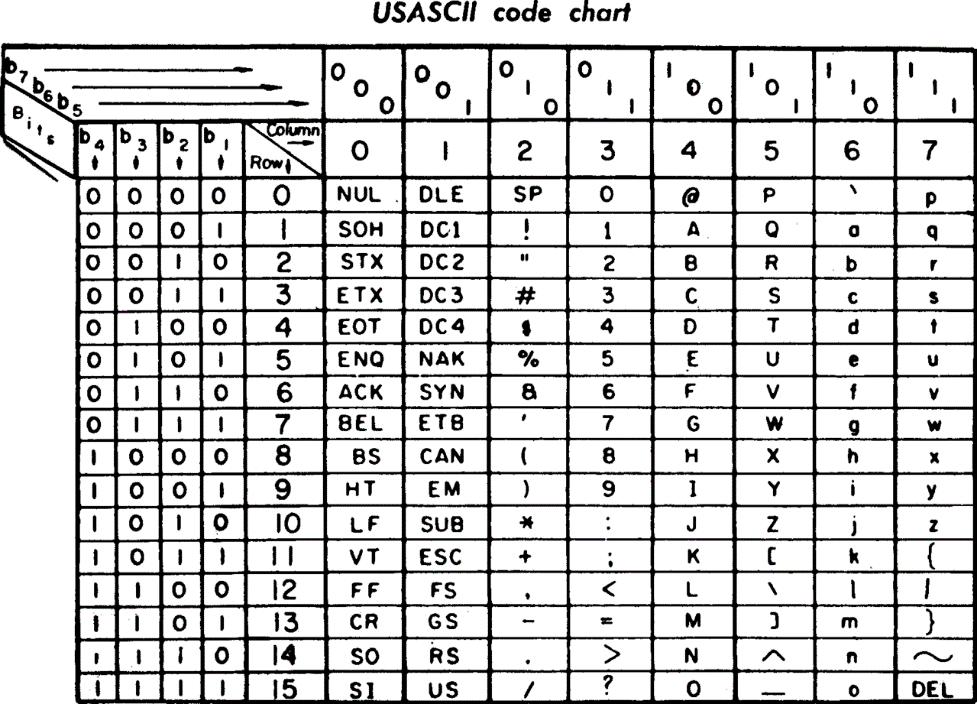 USASCII code chart
b7 b6 b5 0 0 0 0 0 1 0 1 0 0 1 1 1 0 0 1 0 1 1 1 0 1 1 1
Bits b4 b3 b2 b1 Column Row 0 1 2 3 4 5 6 7
0 0 0 0 0 NUL DLE SP 0 @ P ` p
0 0 0 1 1 SOH DC1 ! 1 A Q a q
0 0 1 0 2 STX DC2 " 2 B R b r
0 0 1 1 3 ETX DC3 # 3 C S c s
0 1 0 0 4 EOT DC4 $ 4 D T d t
0 1 0 1 5 ENQ NAK % 5 E U e u
0 1 1 0 6 ACK SYN & 6 F V f v
0 1 1 1 7 BEL ETB ' 7 G W g w
1 0 0 0 8 BS CAN ( 8 H X h x
1 0 0 1 9 HT EM ) 9 I Y i y
1 0 1 0 10 LF SUB * : J Z j z
1 0 1 1 11 VT ESC + ; K [ k {
1 1 0 0 12 FF FS , < L \ l |
1 1 0 1 13 CR GS - = M ] m }
1 1 1 0 14 SO RS . > N ^ n ~
1 1 1 1 15 SI US / ? O _ o DEL